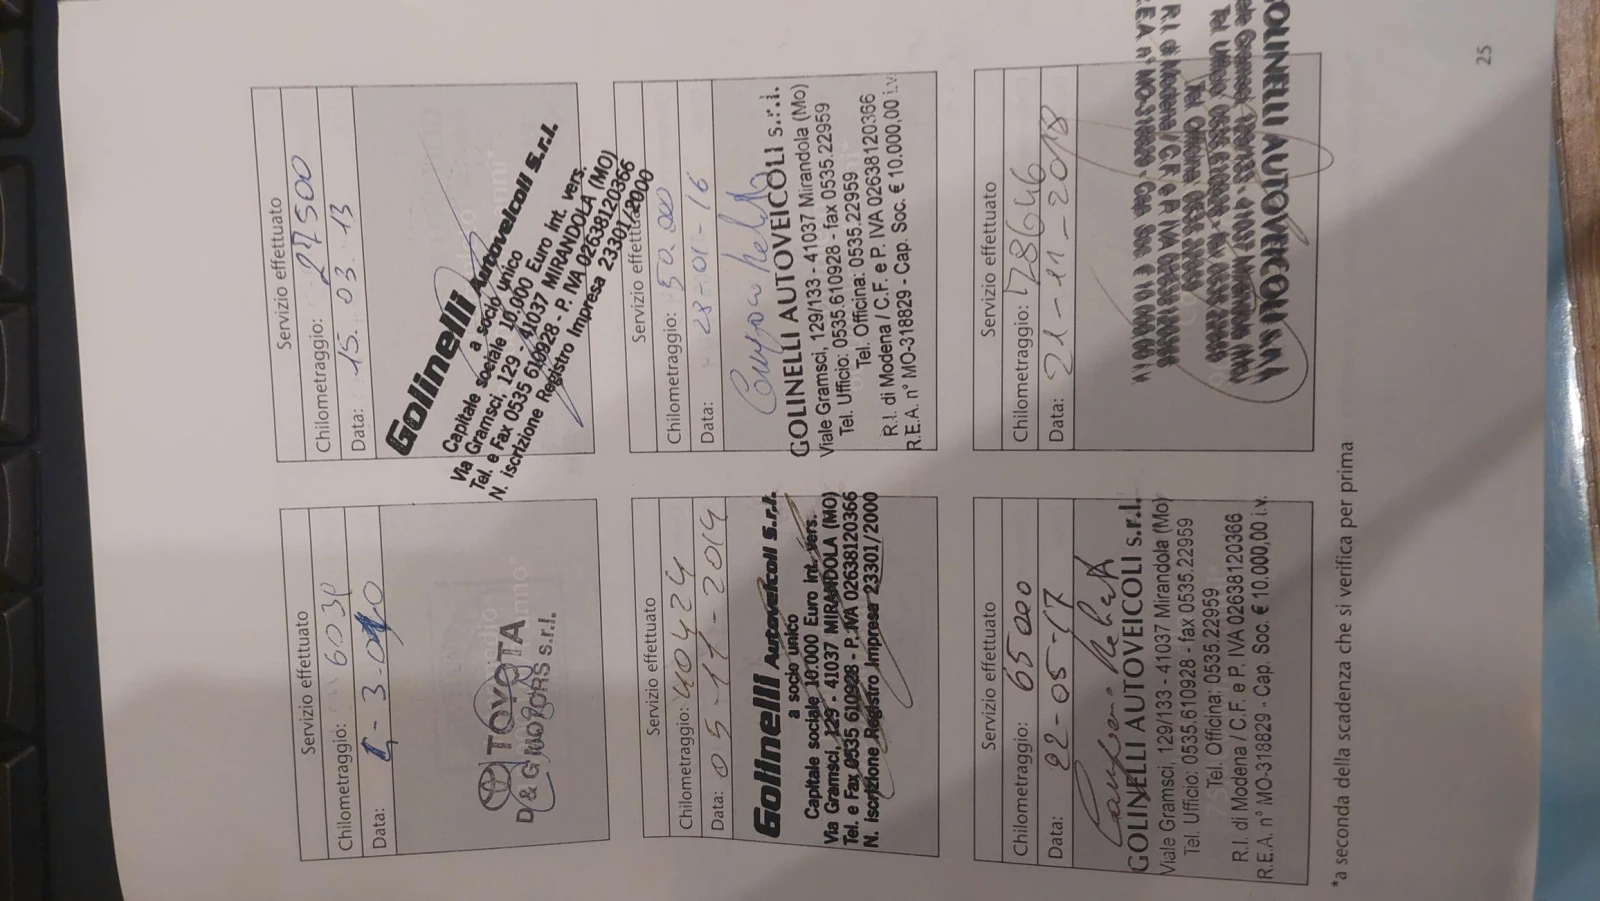 Servizio effettuato
Chilometraggio: 6030
Data: 3-
TOYOTA
D & G MOTORS s.r.l.
Servizio effettuato
Chilometraggio: 27500
Data: 15.03.13
Golinelli Autoveicoli s.r.l.
a socio unico
Capitale sociale 10.000 Euro Int. vers.
Via Gramsci, 129 - 41037 MIRANDOLA (MO)
Tel. e Fax 0535 610928 - P. IVA 02638120366
N. iscrizione Registro Impresa 23301/2000
Servizio effettuato
Chilometraggio: 40424
Data: 05-11-2014
Golinelli Autoveicoli s.r.l.
a socio unico
Capitale sociale 10.000 Euro Int. vers.
Via Gramsci, 129 - 41037 MIRANDOLA (MO)
Tel. e Fax 0535 610928 - P. IVA 02638120366
N. iscrizione Registro Impresa 23301/2000
Servizio effettuato
Chilometraggio: 50.000
Data: 28-01-16
GOLINELLI AUTOVEICOLI s.r.l.
Viale Gramsci, 129/133 - 41037 Mirandola (Mo)
Tel. Ufficio: 0535.610928 - fax 0535.22959
Tel. Officina: 0535.22959
R.I. di Modena / C.F. e P. IVA 02638120366
R.E.A. n° MO-318829 - Cap. Soc. € 10.000,00 i.v.
Servizio effettuato
Chilometraggio: 65000
Data: 22-05-17
GOLINELLI AUTOVEICOLI s.r.l.
Viale Gramsci, 129/133 - 41037 Mirandola (Mo)
Tel. Ufficio: 0535.610928 - fax 0535.22959
Tel. Officina: 0535.22959
R.I. di Modena / C.F. e P. IVA 02638120366
R.E.A. n° MO-318829 - Cap. Soc. € 10.000,00 i.v.
Servizio effettuato
Chilometraggio: 78646
Data: 21-11-2018
GOLINELLI AUTOVEICOLI
*a seconda della scadenza che si verifica per prima
25